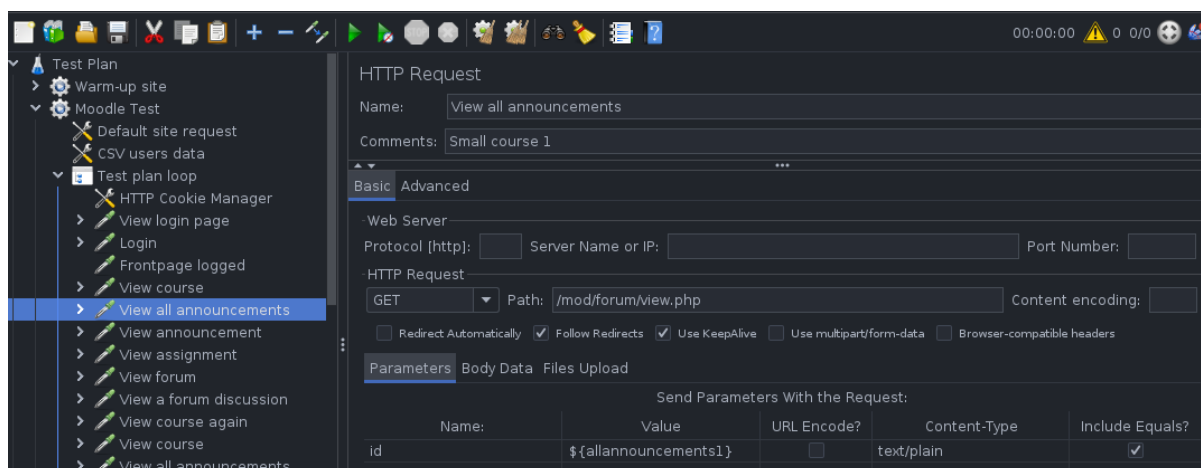 00:00:00 0 0/0
Test Plan
Warm-up site
Moodle Test
Default site request
CSV users data
Test plan loop
HTTP Cookie Manager
View login page
Login
Frontpage logged
View course
View all announcements
View announcement
View assignment
View forum
View a forum discussion
View course again
View course
View all announcements
HTTP Request
Name: View all announcements
Comments: Small course 1
Basic Advanced
Web Server
Protocol [http]: Server Name or IP: Port Number:
HTTP Request
GET Path: /mod/forum/view.php Content encoding:
Redirect Automatically Follow Redirects Use KeepAlive Use multipart/form-data Browser-compatible headers
Parameters Body Data Files Upload
Send Parameters With the Request:
Name: Value URL Encode? Content-Type Include Equals?
id ${allannouncements1} text/plain